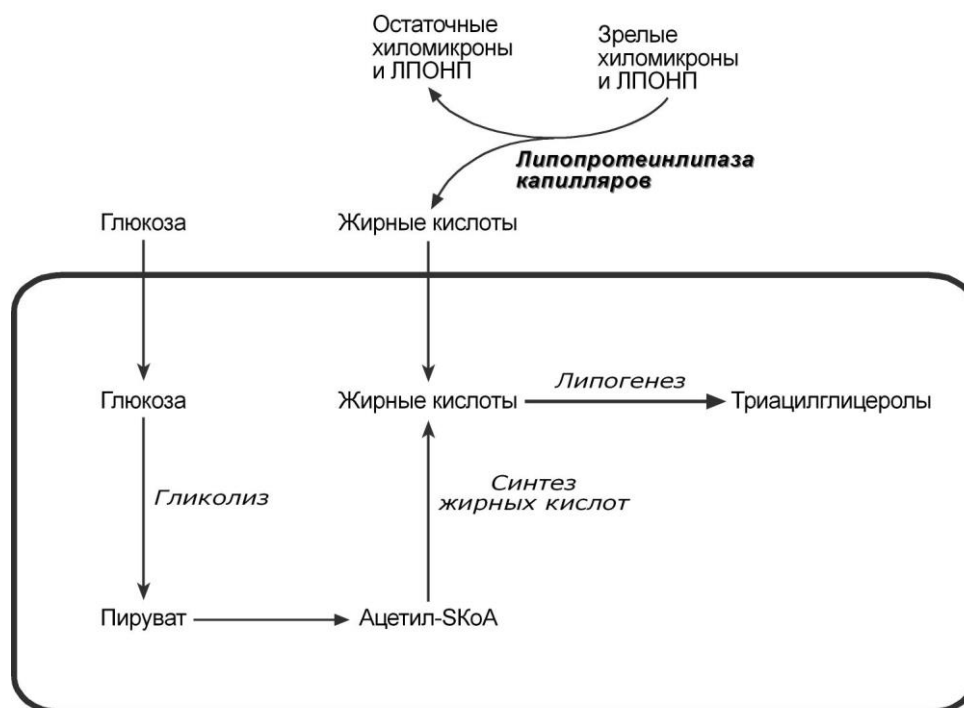 Остаточные
хиломикроны
и ЛПОНП
Зрелые
хиломикроны
и ЛПОНП
Липопротеинлипаза
капилляров
Глюкоза
Жирные кислоты
Глюкоза
Жирные кислоты
Липогенез
Триацилглицеролы
Гликолиз
Синтез
жирных кислот
Пируват
Ацетил-SКоА